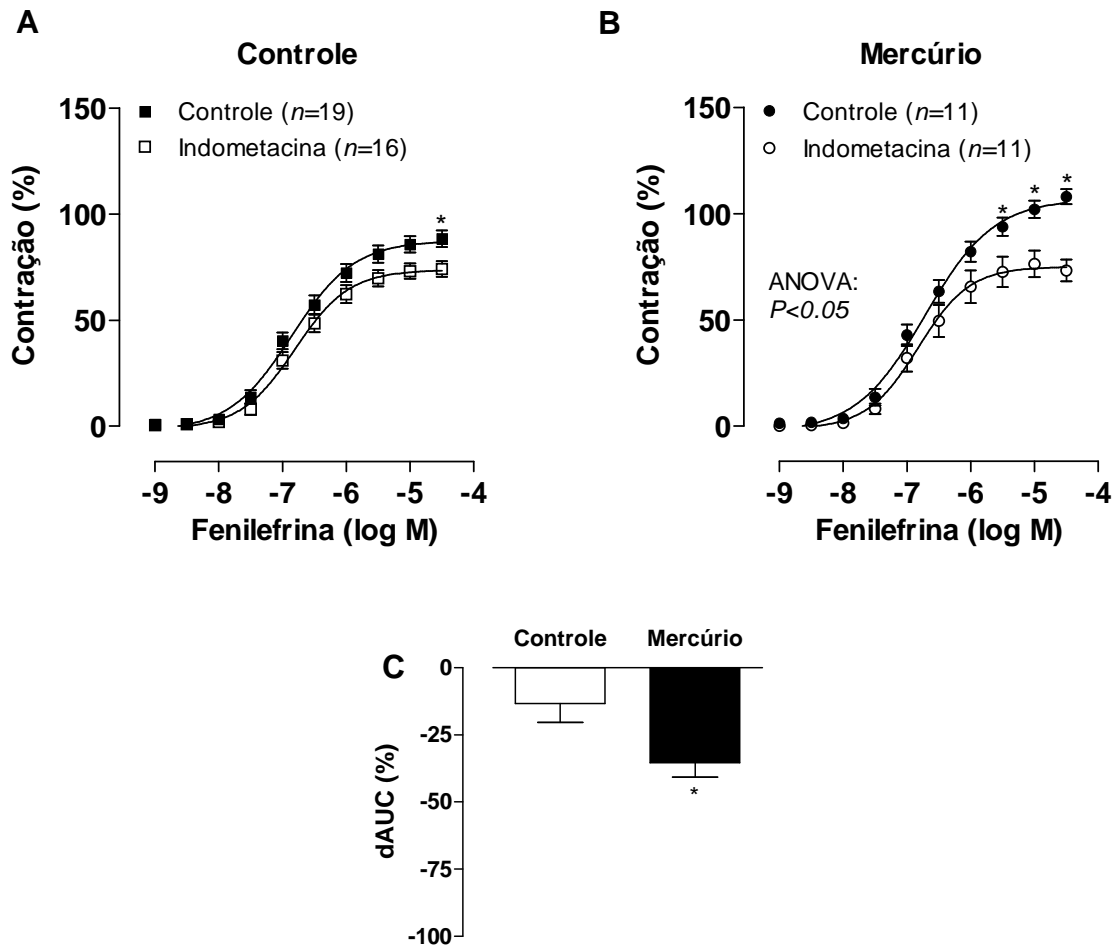 A
Controle
150
100
50
0
Contração (%)
Controle (n=19)
Indometacina (n=16)
*
-9 -8 -7 -6 -5 -4
Fenilefrina (log M)
B
Mercúrio
150
100
50
0
Contração (%)
Controle (n=11)
Indometacina (n=11)
* * *
ANOVA:
P<0.05
-9 -8 -7 -6 -5 -4
Fenilefrina (log M)
C
Controle Mercúrio
0
-25
-50
-75
-100
dAUC (%)
*